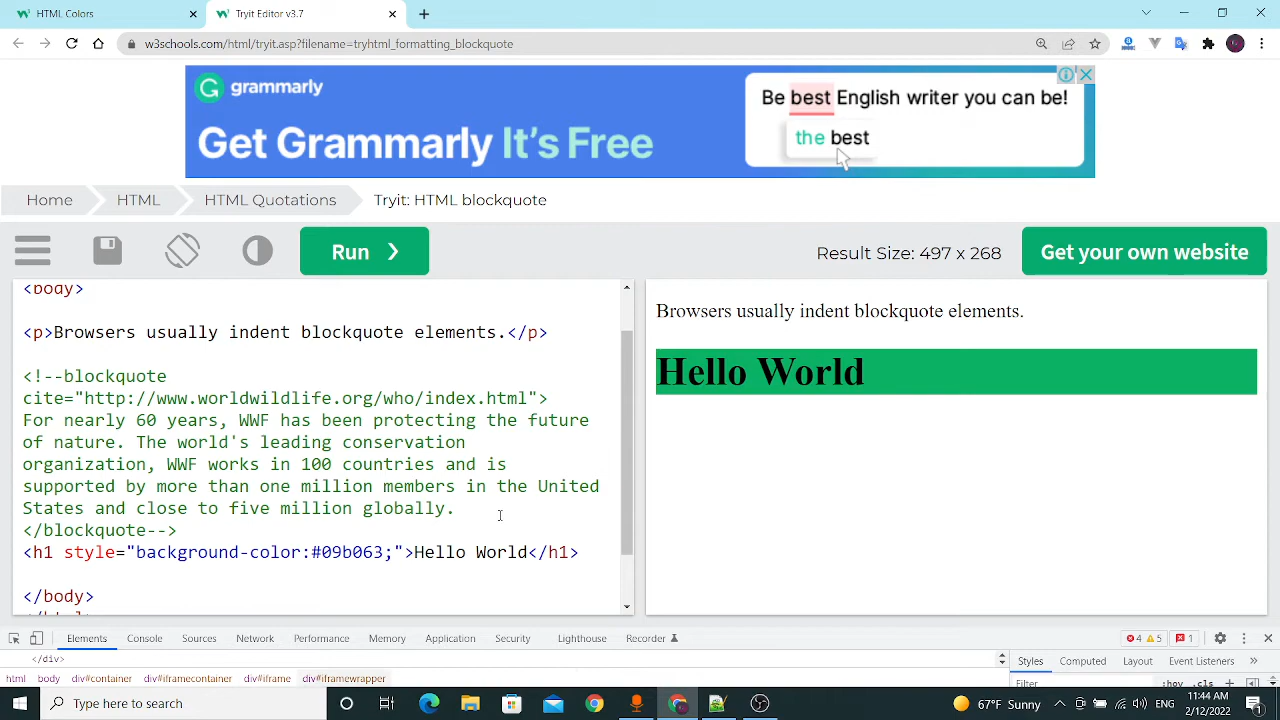 HTML Colors
Tryit Editor v3.7
w3schools.com/html/tryit.asp?filename=tryhtml_formatting_blockquote
grammarly
Get Grammarly It's Free
Be best English writer you can be!
the best
Home
HTML
HTML Quotations
Tryit: HTML blockquote
Run ❯
Result Size: 497 x 268
Get your own website
<body>
<p>Browsers usually indent blockquote elements.</p>
<!--blockquote
cite="http://www.worldwildlife.org/who/index.html">
For nearly 60 years, WWF has been protecting the future
of nature. The world's leading conservation
organization, WWF works in 100 countries and is
supported by more than one million members in the United
States and close to five million globally.
</blockquote-->
<h1 style="background-color:#09b063;">Hello World</h1>
</body>
Browsers usually indent blockquote elements.
Hello World
Elements Console Sources Network Performance Memory Application Security Lighthouse Recorder
4 5 1
</div>
html body div#container div#iframecontainer div#iframe div#iframewrapper
Styles Computed Layout Event Listeners »
Filter :hov .cls
Type here to search
67°F Sunny
11:44 AM
2/12/2022